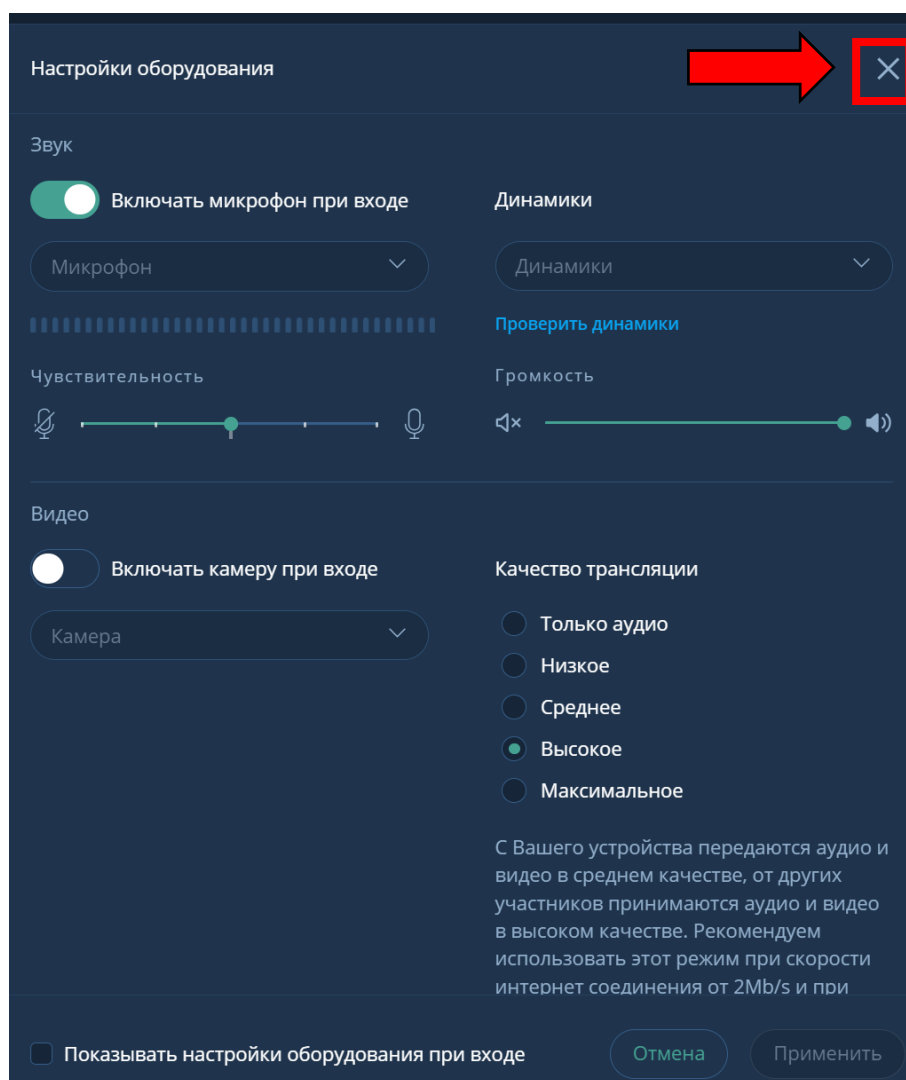 Настройки оборудования
Звук
Включать микрофон при входе
Динамики
Микрофон
Динамики
Проверить динамики
Чувствительность
Громкость
Видео
Включать камеру при входе
Качество трансляции
Камера
Только аудио
Низкое
Среднее
Высокое
Максимальное
С Вашего устройства передаются аудио и
видео в среднем качестве, от других
участников принимаются аудио и видео
в высоком качестве. Рекомендуем
использовать этот режим при скорости
интернет соединения от 2Mb/s и при
Показывать настройки оборудования при входе
Отмена
Применить